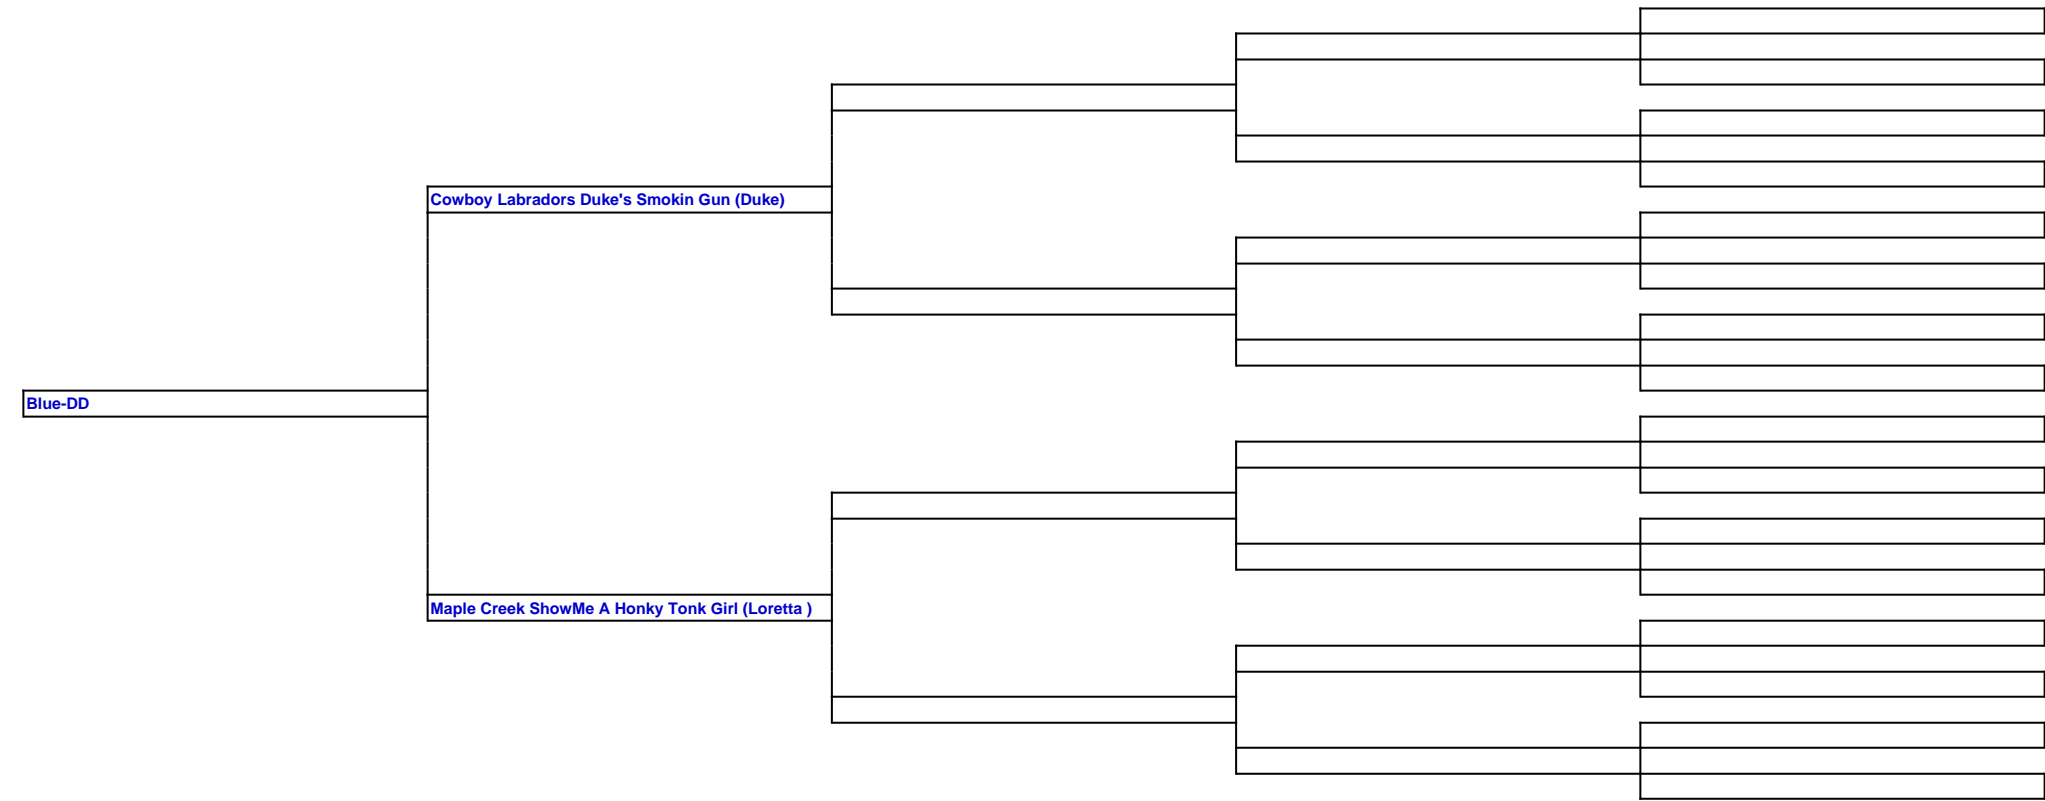 Cowboy Labradors Duke's Smokin Gun (Duke)
Blue-DD
Maple Creek ShowMe A Honky Tonk Girl (Loretta )